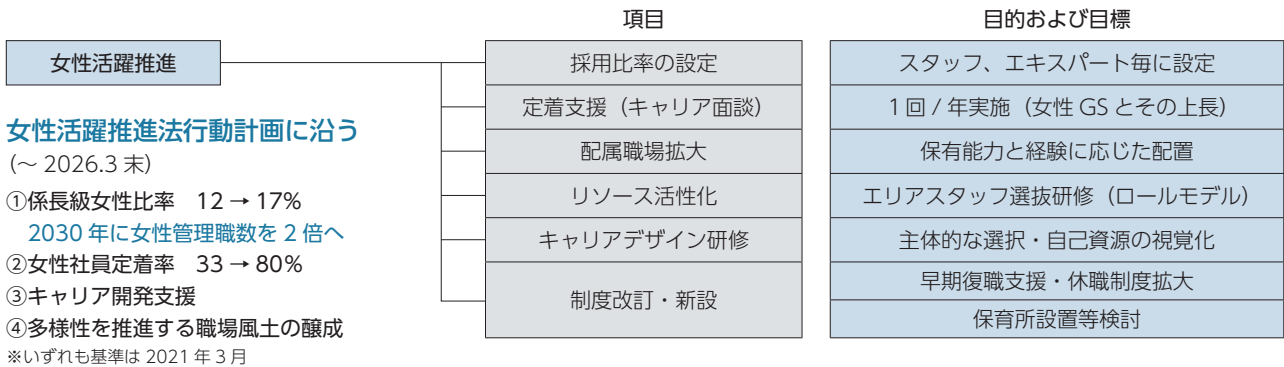 項目
目的および目標
女性活躍推進
女性活躍推進法行動計画に沿う
（～ 2026.3 末）
①係長級女性比率　12 → 17%
2030 年に女性管理職数を 2 倍へ
②女性社員定着率　33 → 80%
③キャリア開発支援
④多様性を推進する職場風土の醸成
※いずれも基準は 2021 年 3 月
採用比率の設定
スタッフ、エキスパート毎に設定
定着支援（キャリア面談）
1 回 / 年実施（女性 GS とその上長）
配属職場拡大
保有能力と経験に応じた配置
リソース活性化
エリアスタッフ選抜研修（ロールモデル）
キャリアデザイン研修
主体的な選択・自己資源の視覚化
制度改訂・新設
早期復職支援・休職制度拡大
保育所設置等検討